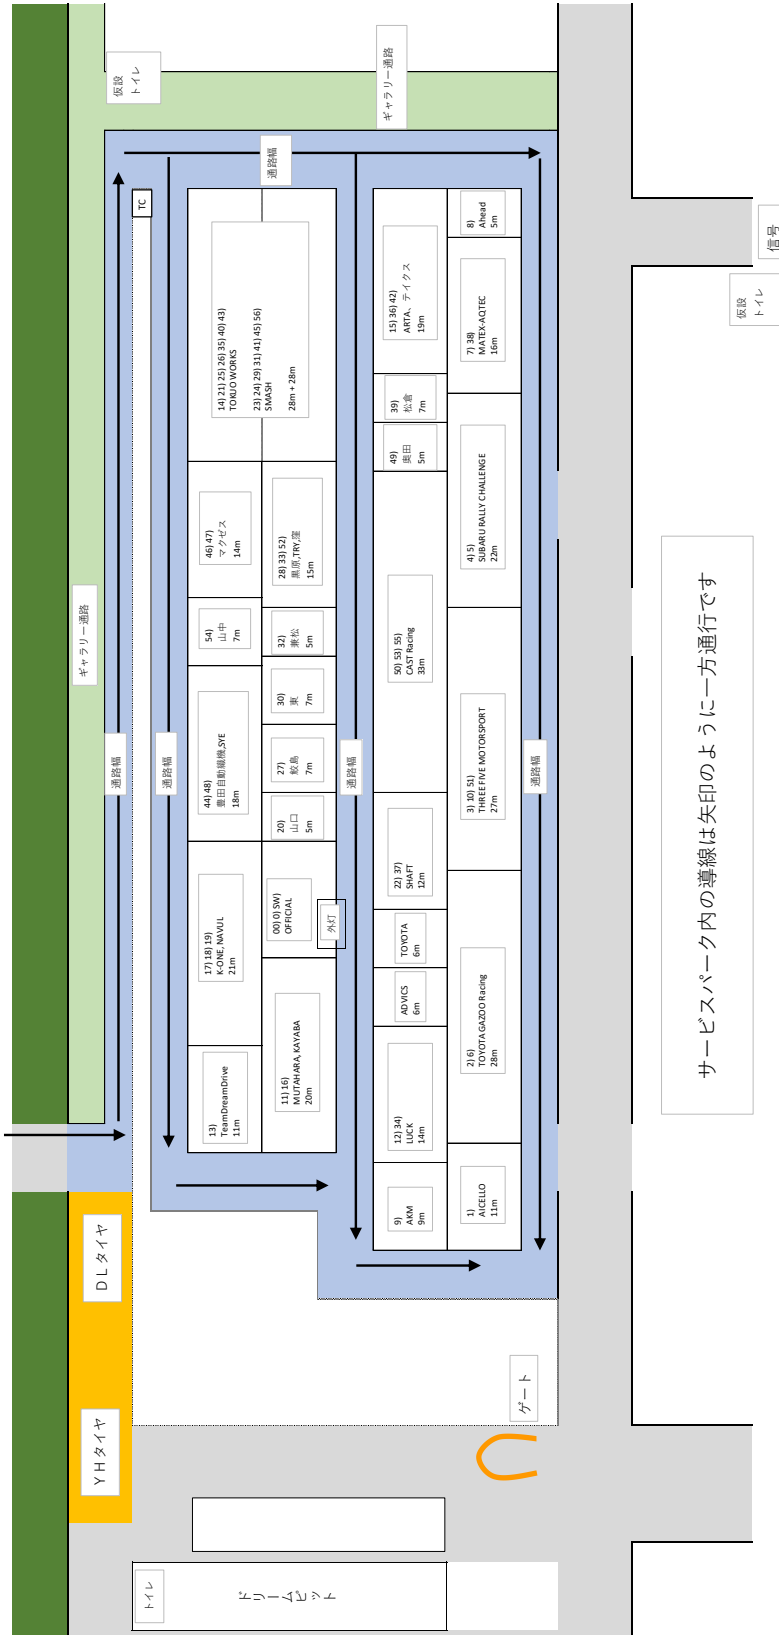 仮設
トイレ
ギャラリー通路
通路幅
TC
信号
仮設
トイレ
14) 21) 25) 26) 35) 40) 43)
TOKUO WORKS
23) 24) 29) 31) 41) 45) 56)
SMASH
28m + 28m
46) 47)
マクゼス
14m
54)
山中
7m
44) 48)
豊田自動織機,SYE
18m
17) 18) 19)
K-ONE, NAVUL
21m
13)
TeamDreamDrive
11m
28) 33) 52)
黒原,TRY,窪
15m
32)
兼松
5m
30)
東
7m
27)
鮫島
7m
20)
山口
5m
00) 0) SW)
OFFICIAL
外灯
11) 16)
MUTAHARA, KAYABA
20m
15) 36) 42)
ARTA、テイクス
19m
39)
松倉
7m
49)
奥田
5m
50) 53) 55)
CAST Racing
33m
22) 37)
SHAFT
12m
TOYOTA
6m
ADVICS
6m
12) 34)
LUCK
14m
9)
AKM
9m
8)
Ahead
5m
7) 38)
MATEX-AQTEC
16m
4) 5)
SUBARU RALLY CHALLENGE
22m
3) 10) 51)
THREE FIVE MOTORSPORT
27m
2) 6)
TOYOTA GAZOO Racing
28m
1)
AICELLO
11m
ギャラリー通路
通路幅
通路幅
通路幅
通路幅
サービスパーク内の導線は矢印のように一方通行です
DLタイヤ
YHタイヤ
ゲート
トイレ
ドリームピット